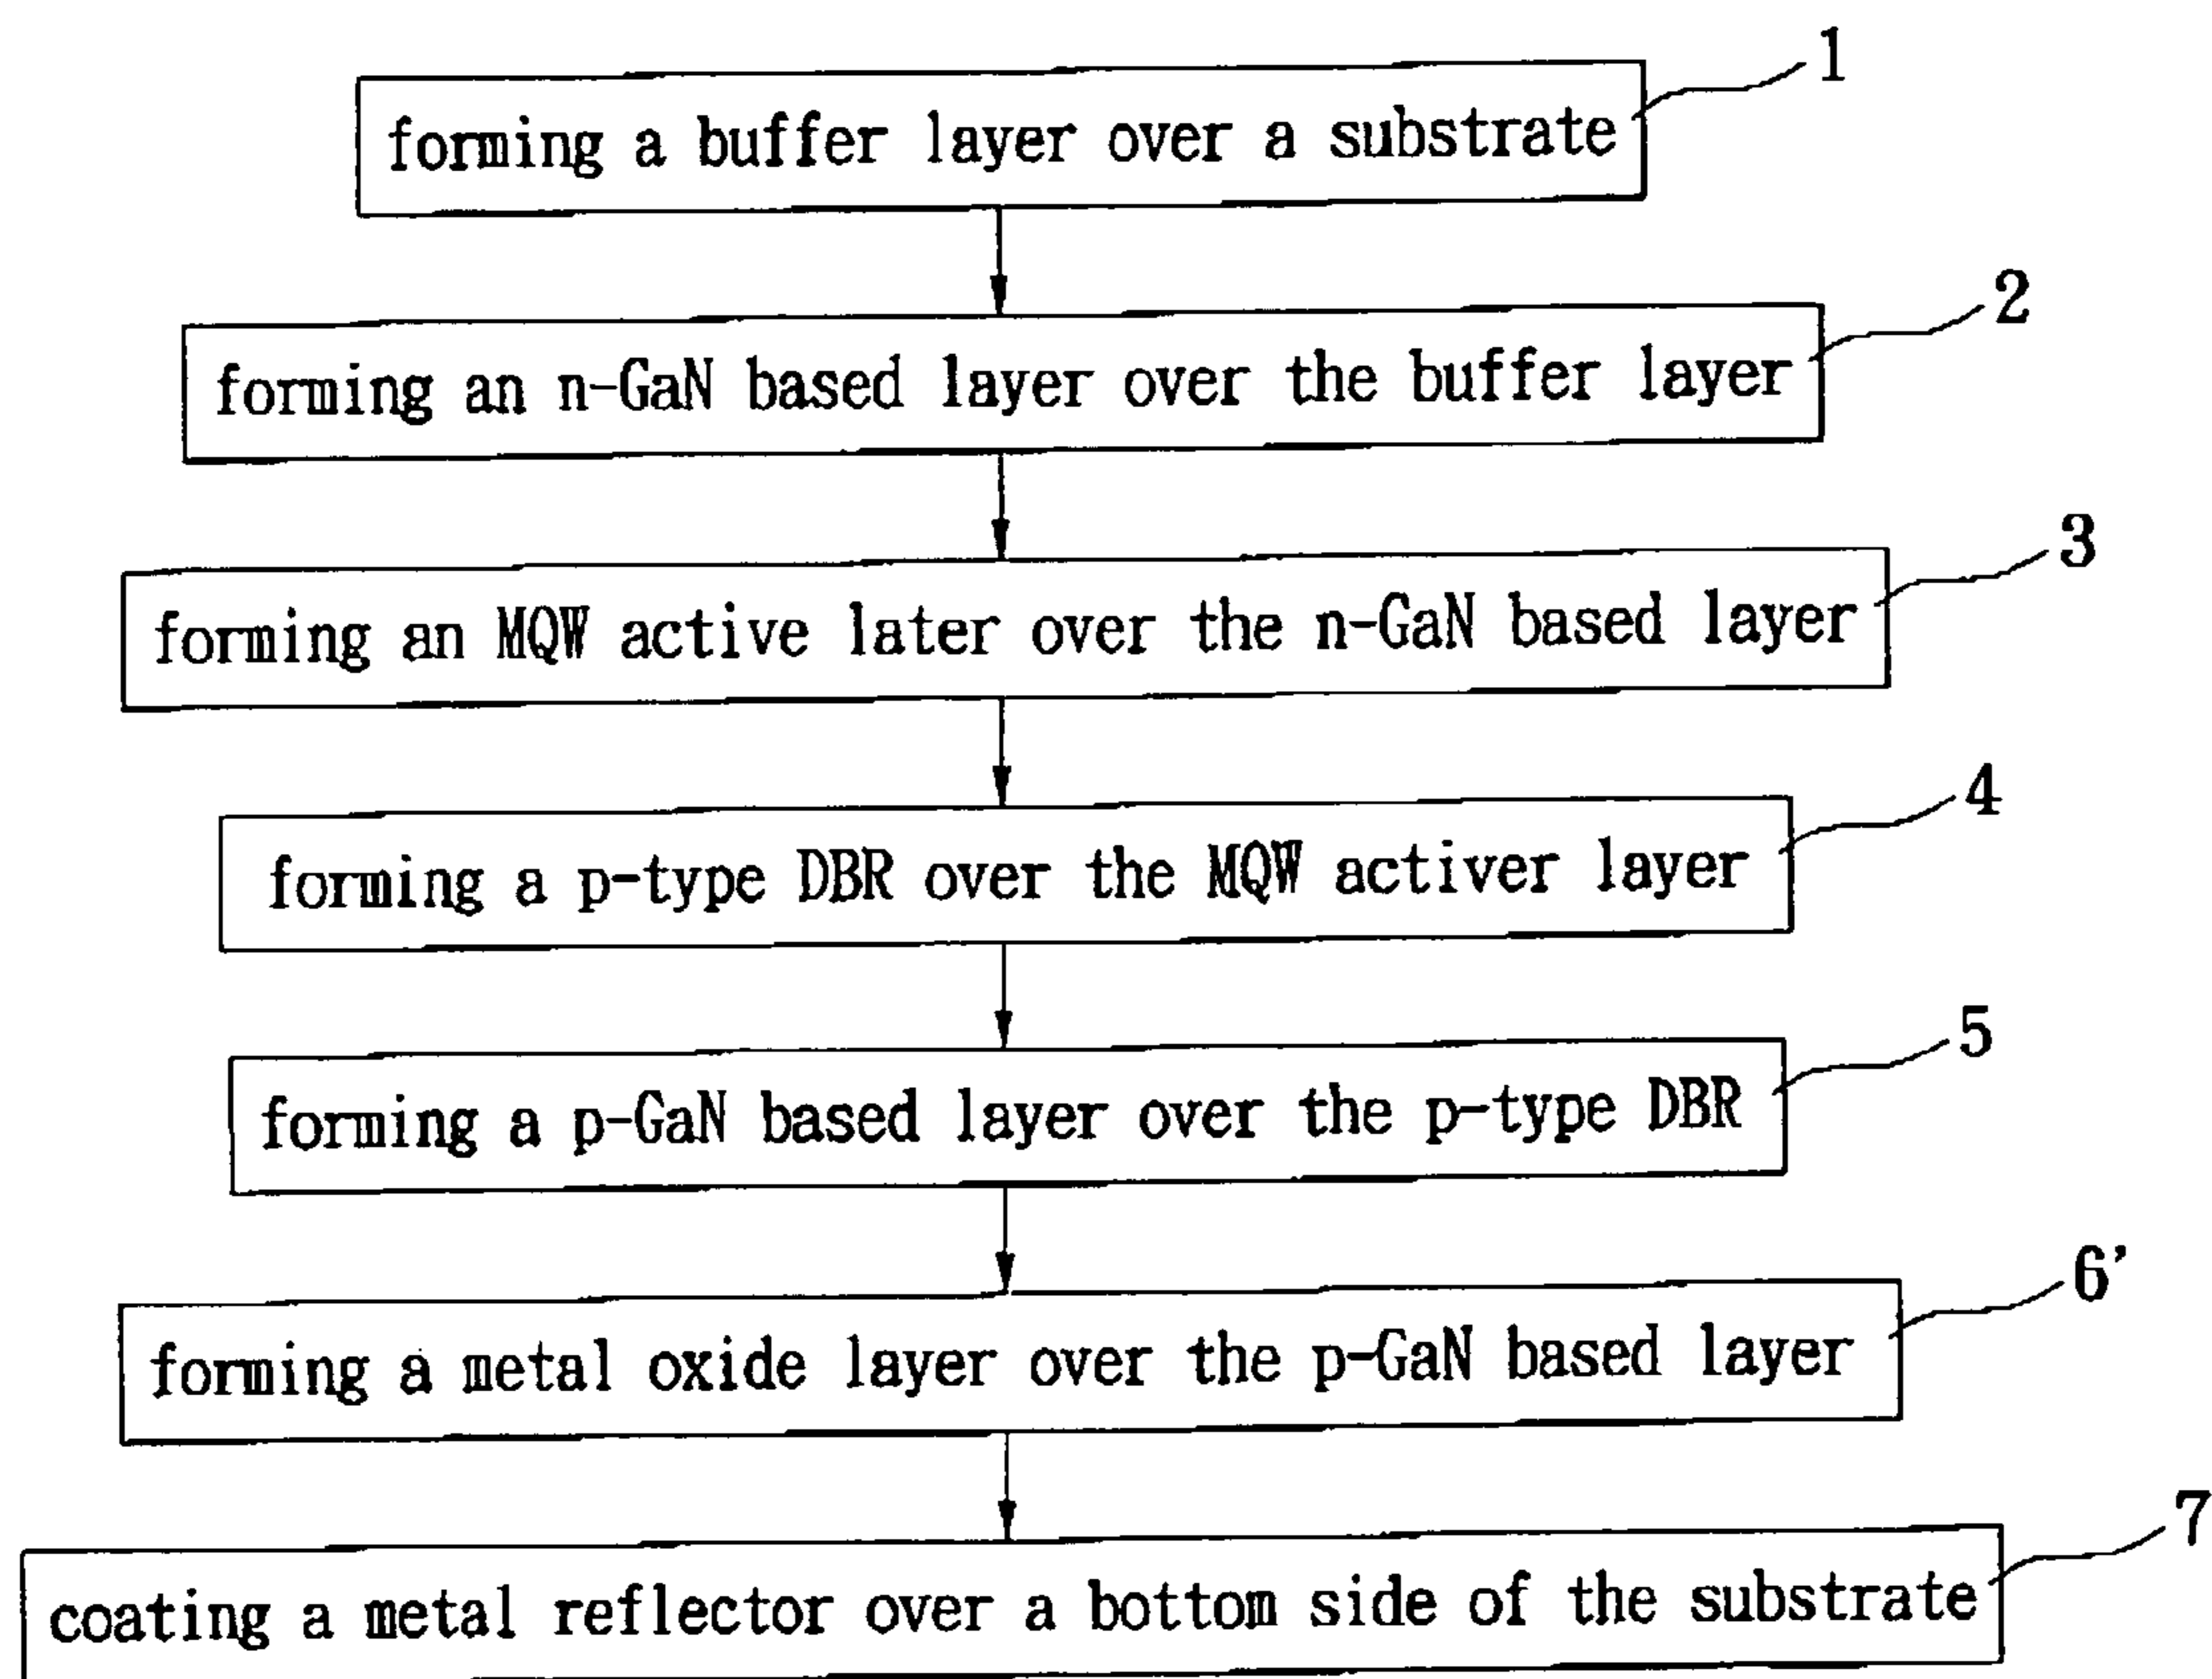 1
forming a buffer layer over a substrate
2
forming an n-GaN based layer over the buffer layer
3
forming an MQW active later over the n-GaN based layer
4
forming a p-type DBR over the MQW activer layer
5
forming a p-GaN based layer over the p-type DBR
6’
forming a metal oxide layer over the p-GaN based layer
7
coating a metal reflector over a bottom side of the substrate